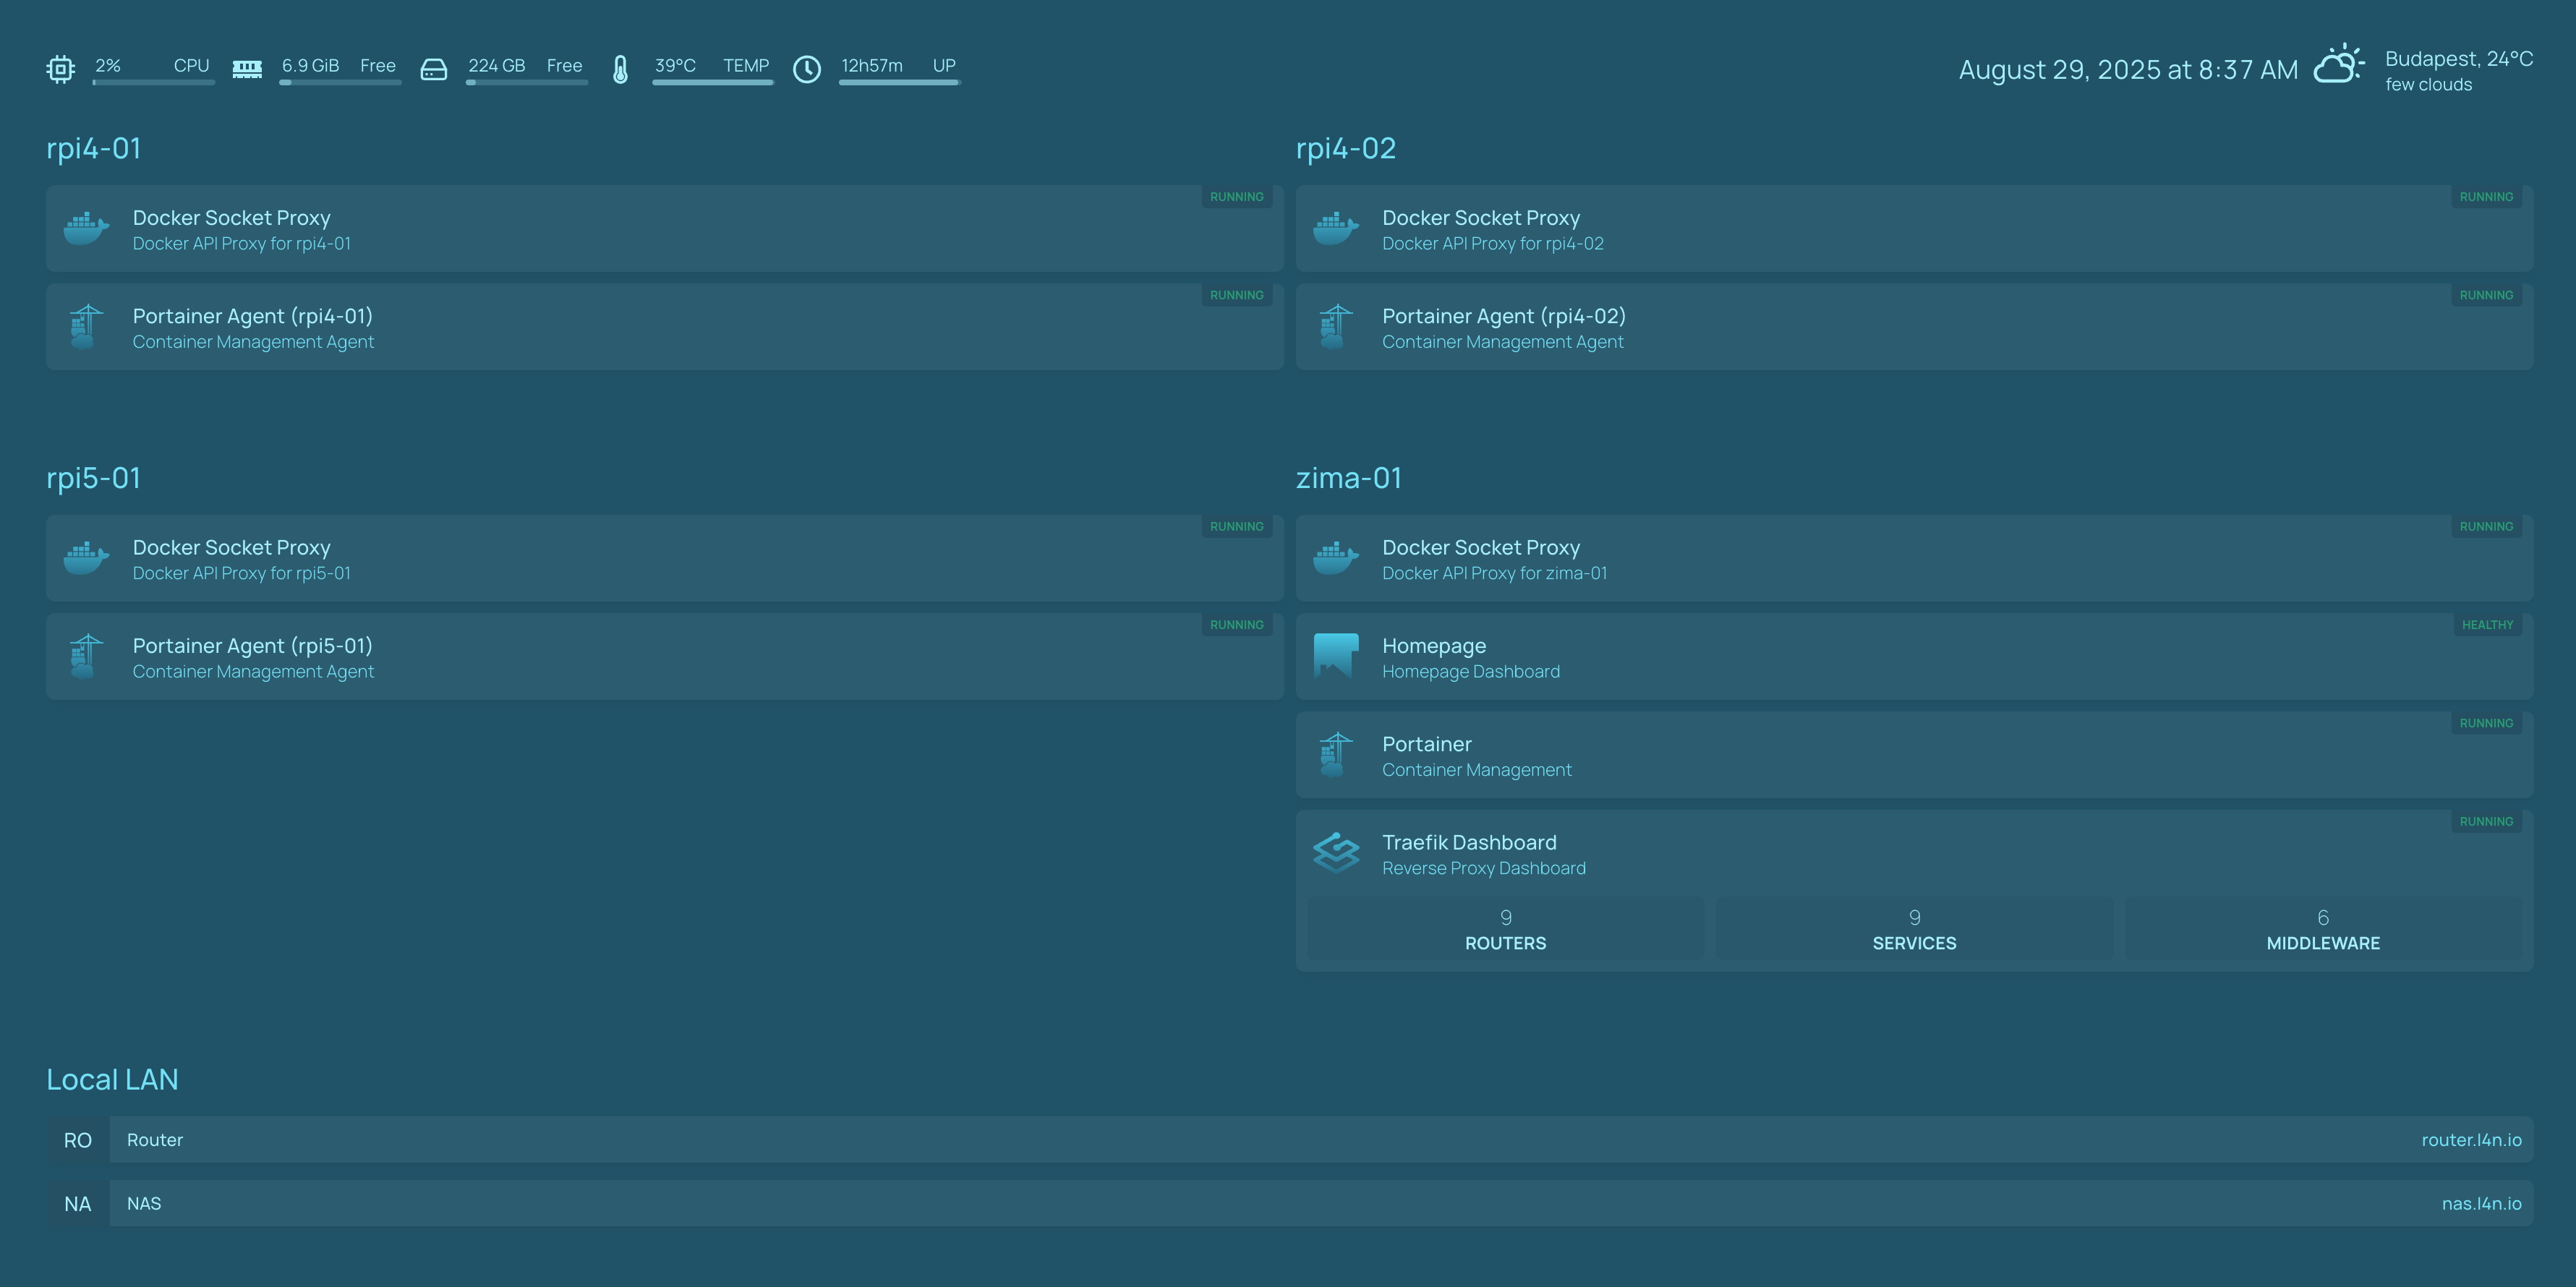 2% CPU
6.9 GiB Free
224 GB Free
39°C TEMP
12h57m UP
August 29, 2025 at 8:37 AM
Budapest, 24°C
few clouds
rpi4-01
RUNNING
Docker Socket Proxy
Docker API Proxy for rpi4-01
RUNNING
Portainer Agent (rpi4-01)
Container Management Agent
rpi4-02
RUNNING
Docker Socket Proxy
Docker API Proxy for rpi4-02
RUNNING
Portainer Agent (rpi4-02)
Container Management Agent
rpi5-01
RUNNING
Docker Socket Proxy
Docker API Proxy for rpi5-01
RUNNING
Portainer Agent (rpi5-01)
Container Management Agent
zima-01
RUNNING
Docker Socket Proxy
Docker API Proxy for zima-01
HEALTHY
Homepage
Homepage Dashboard
RUNNING
Portainer
Container Management
RUNNING
Traefik Dashboard
Reverse Proxy Dashboard
9
ROUTERS
9
SERVICES
6
MIDDLEWARE
Local LAN
RO Router router.l4n.io
NA NAS nas.l4n.io